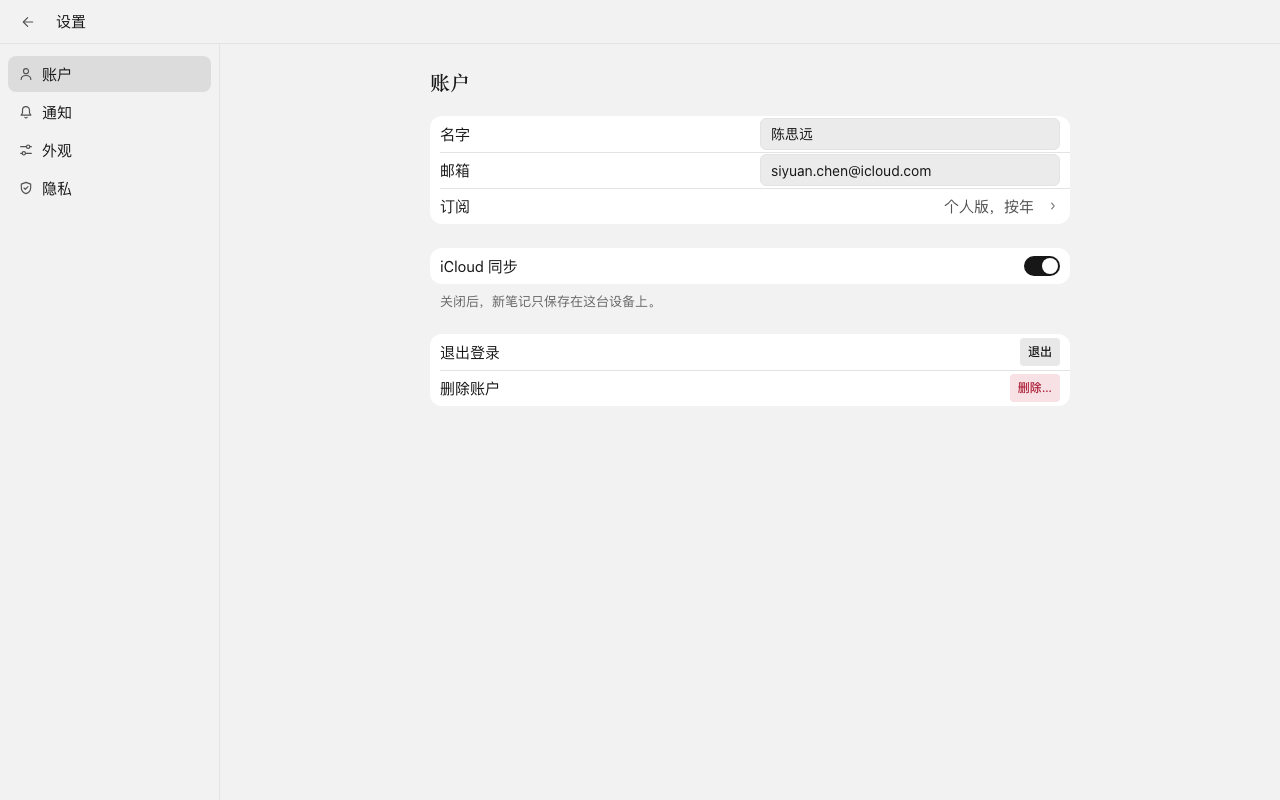 设置
账户
通知
外观
隐私
账户
名字
陈思远
邮箱
siyuan.chen@icloud.com
订阅
个人版，按年
iCloud 同步
关闭后，新笔记只保存在这台设备上。
退出登录
退出
删除账户
删除...